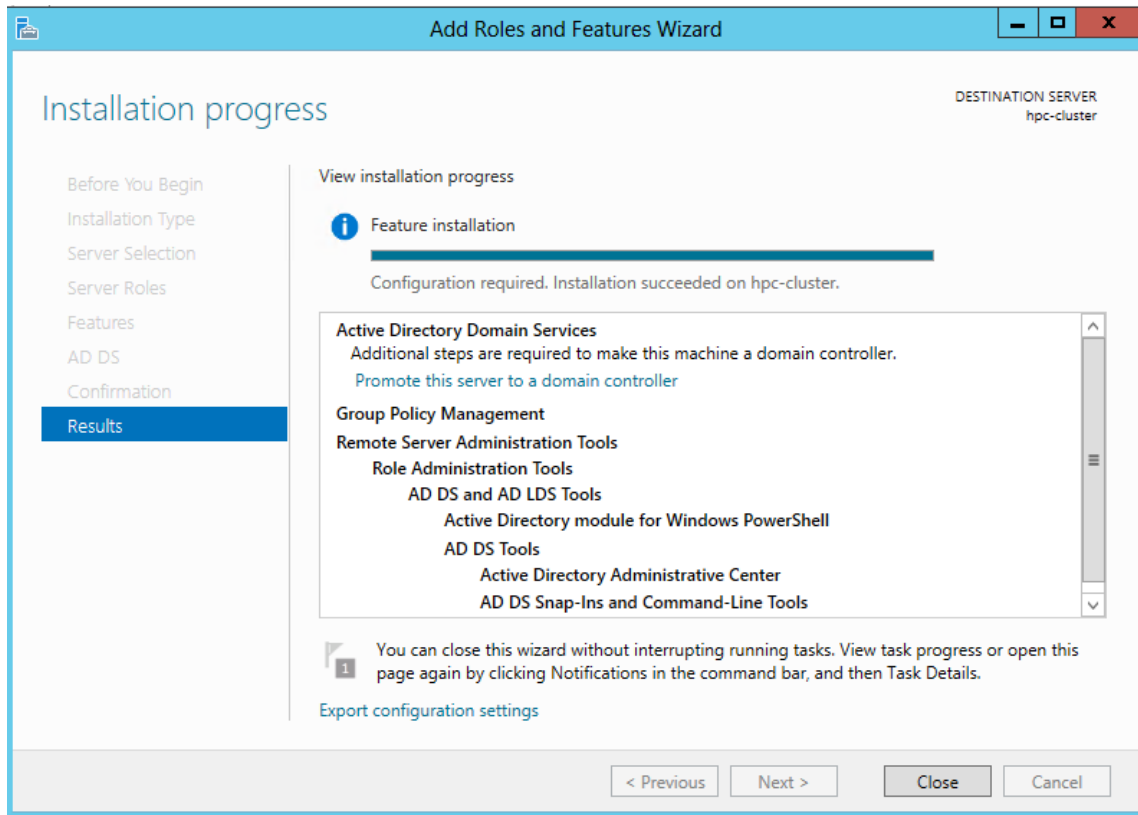 Add Roles and Features Wizard
Installation progress
DESTINATION SERVER
hpc-cluster
Before You Begin
Installation Type
Server Selection
Server Roles
Features
AD DS
Confirmation
Results
View installation progress
Feature installation
Configuration required. Installation succeeded on hpc-cluster.
Active Directory Domain Services
Additional steps are required to make this machine a domain controller.
Promote this server to a domain controller
Group Policy Management
Remote Server Administration Tools
Role Administration Tools
AD DS and AD LDS Tools
Active Directory module for Windows PowerShell
AD DS Tools
Active Directory Administrative Center
AD DS Snap-Ins and Command-Line Tools
1
You can close this wizard without interrupting running tasks. View task progress or open this
page again by clicking Notifications in the command bar, and then Task Details.
Export configuration settings
< Previous
Next >
Close
Cancel